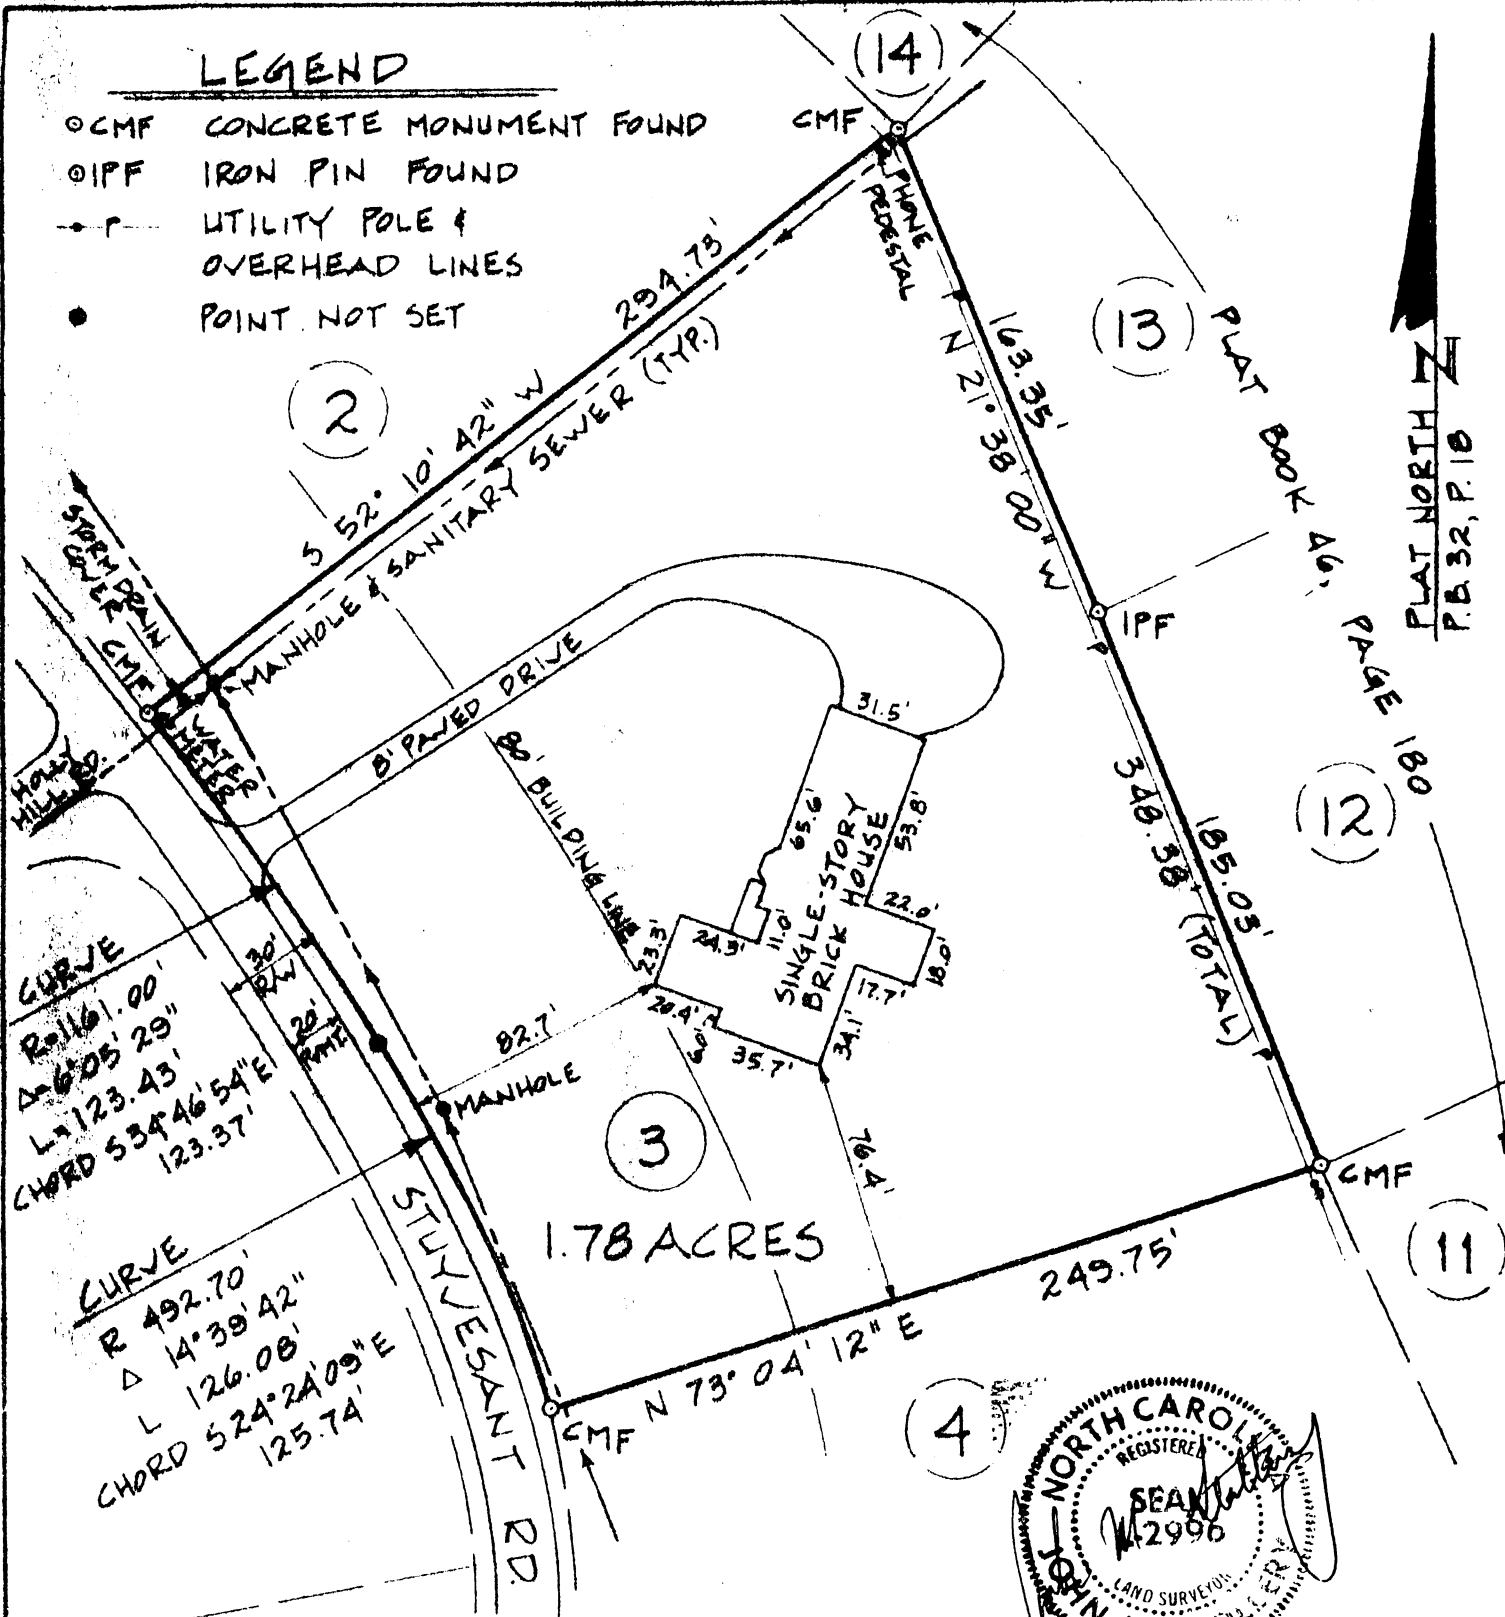 LEGEND
CMF CONCRETE MONUMENT FOUND
IPF IRON PIN FOUND
P UTILITY POLE &
OVERHEAD LINES
POINT NOT SET
14
CMF
PHONE
PEDESTAL
294.73'
S 52° 10' 42" W
MANHOLE & SANITARY SEWER (TYP.)
2
13
PLAT BOOK 46, PAGE 180
PLAT NORTH
P.B. 32, P. 18
N
P
163.35'
N 21° 38' 00" W
IPF
P
STORM DRAIN
COVER
CMF
WATER
METER
HOLLY
HILL RD.
8' PAVED DRIVE
80' BUILDING LINE
31.5'
65.6'
53.8'
SINGLE-STORY
BRICK HOUSE
22.0'
18.0'
17.7'
34.1'
11.0'
24.3'
23.3'
20.4'
6.0'
35.7'
348.38' (TOTAL)
185.03'
12
P
CURVE
R=1161.00'
Δ=6°05'29"
L=123.43'
CHORD S34°46'54"E
123.37'
30'
R/W
20'
82.7'
MANHOLE
3
76.4'
1.78 ACRES
CMF
11
CURVE
R 492.70'
Δ 14°39'42"
L 126.08'
CHORD S24°24'09"E
125.74'
STUYVESANT RD.
CMF
N 73° 04' 12" E
249.75'
4
NORTH CAROL
REGISTERED
SEAL
2996
LAND SURVEYOR
JOHN